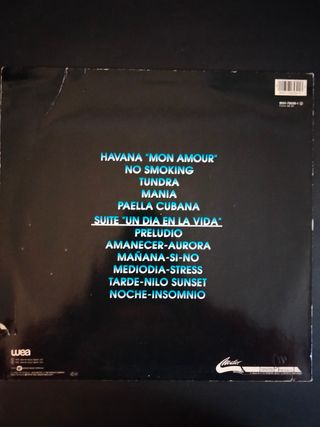 HAVANA "MON AMOUR"
NO SMOKING
TUNDRA
MANIA
PAELLA CUBANA
SUITE "UN DIA EN LA VIDA"
PRELUDIO
AMANECER-AURORA
MAÑANA-SI-NO
MEDIODIA-STRESS
TARDE-NILO SUNSET
NOCHE-INSOMNIO
wea